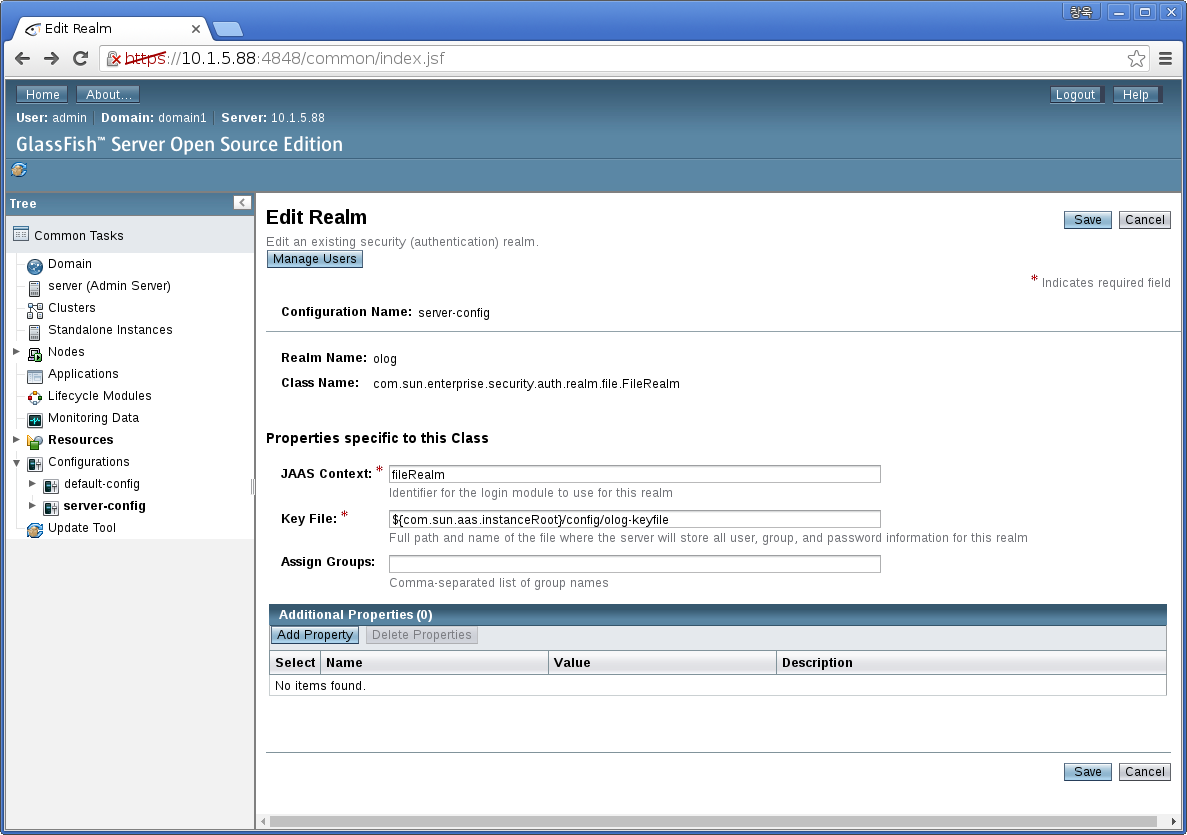 창욱
Edit Realm
https://10.1.5.88:4848/common/index.jsf
Home About... Logout Help
User: admin Domain: domain1 Server: 10.1.5.88
GlassFish™ Server Open Source Edition
Tree
Common Tasks
Domain
server (Admin Server)
Clusters
Standalone Instances
Nodes
Applications
Lifecycle Modules
Monitoring Data
Resources
Configurations
default-config
server-config
Update Tool
Edit Realm
Save Cancel
Edit an existing security (authentication) realm.
Manage Users
* Indicates required field
Configuration Name: server-config
Realm Name: olog
Class Name: com.sun.enterprise.security.auth.realm.file.FileRealm
Properties specific to this Class
JAAS Context: * fileRealm
Identifier for the login module to use for this realm
Key File: * ${com.sun.aas.instanceRoot}/config/olog-keyfile
Full path and name of the file where the server will store all user, group, and password information for this realm
Assign Groups:
Comma-separated list of group names
Additional Properties (0)
Add Property Delete Properties
Select Name Value Description
No items found.
Save Cancel